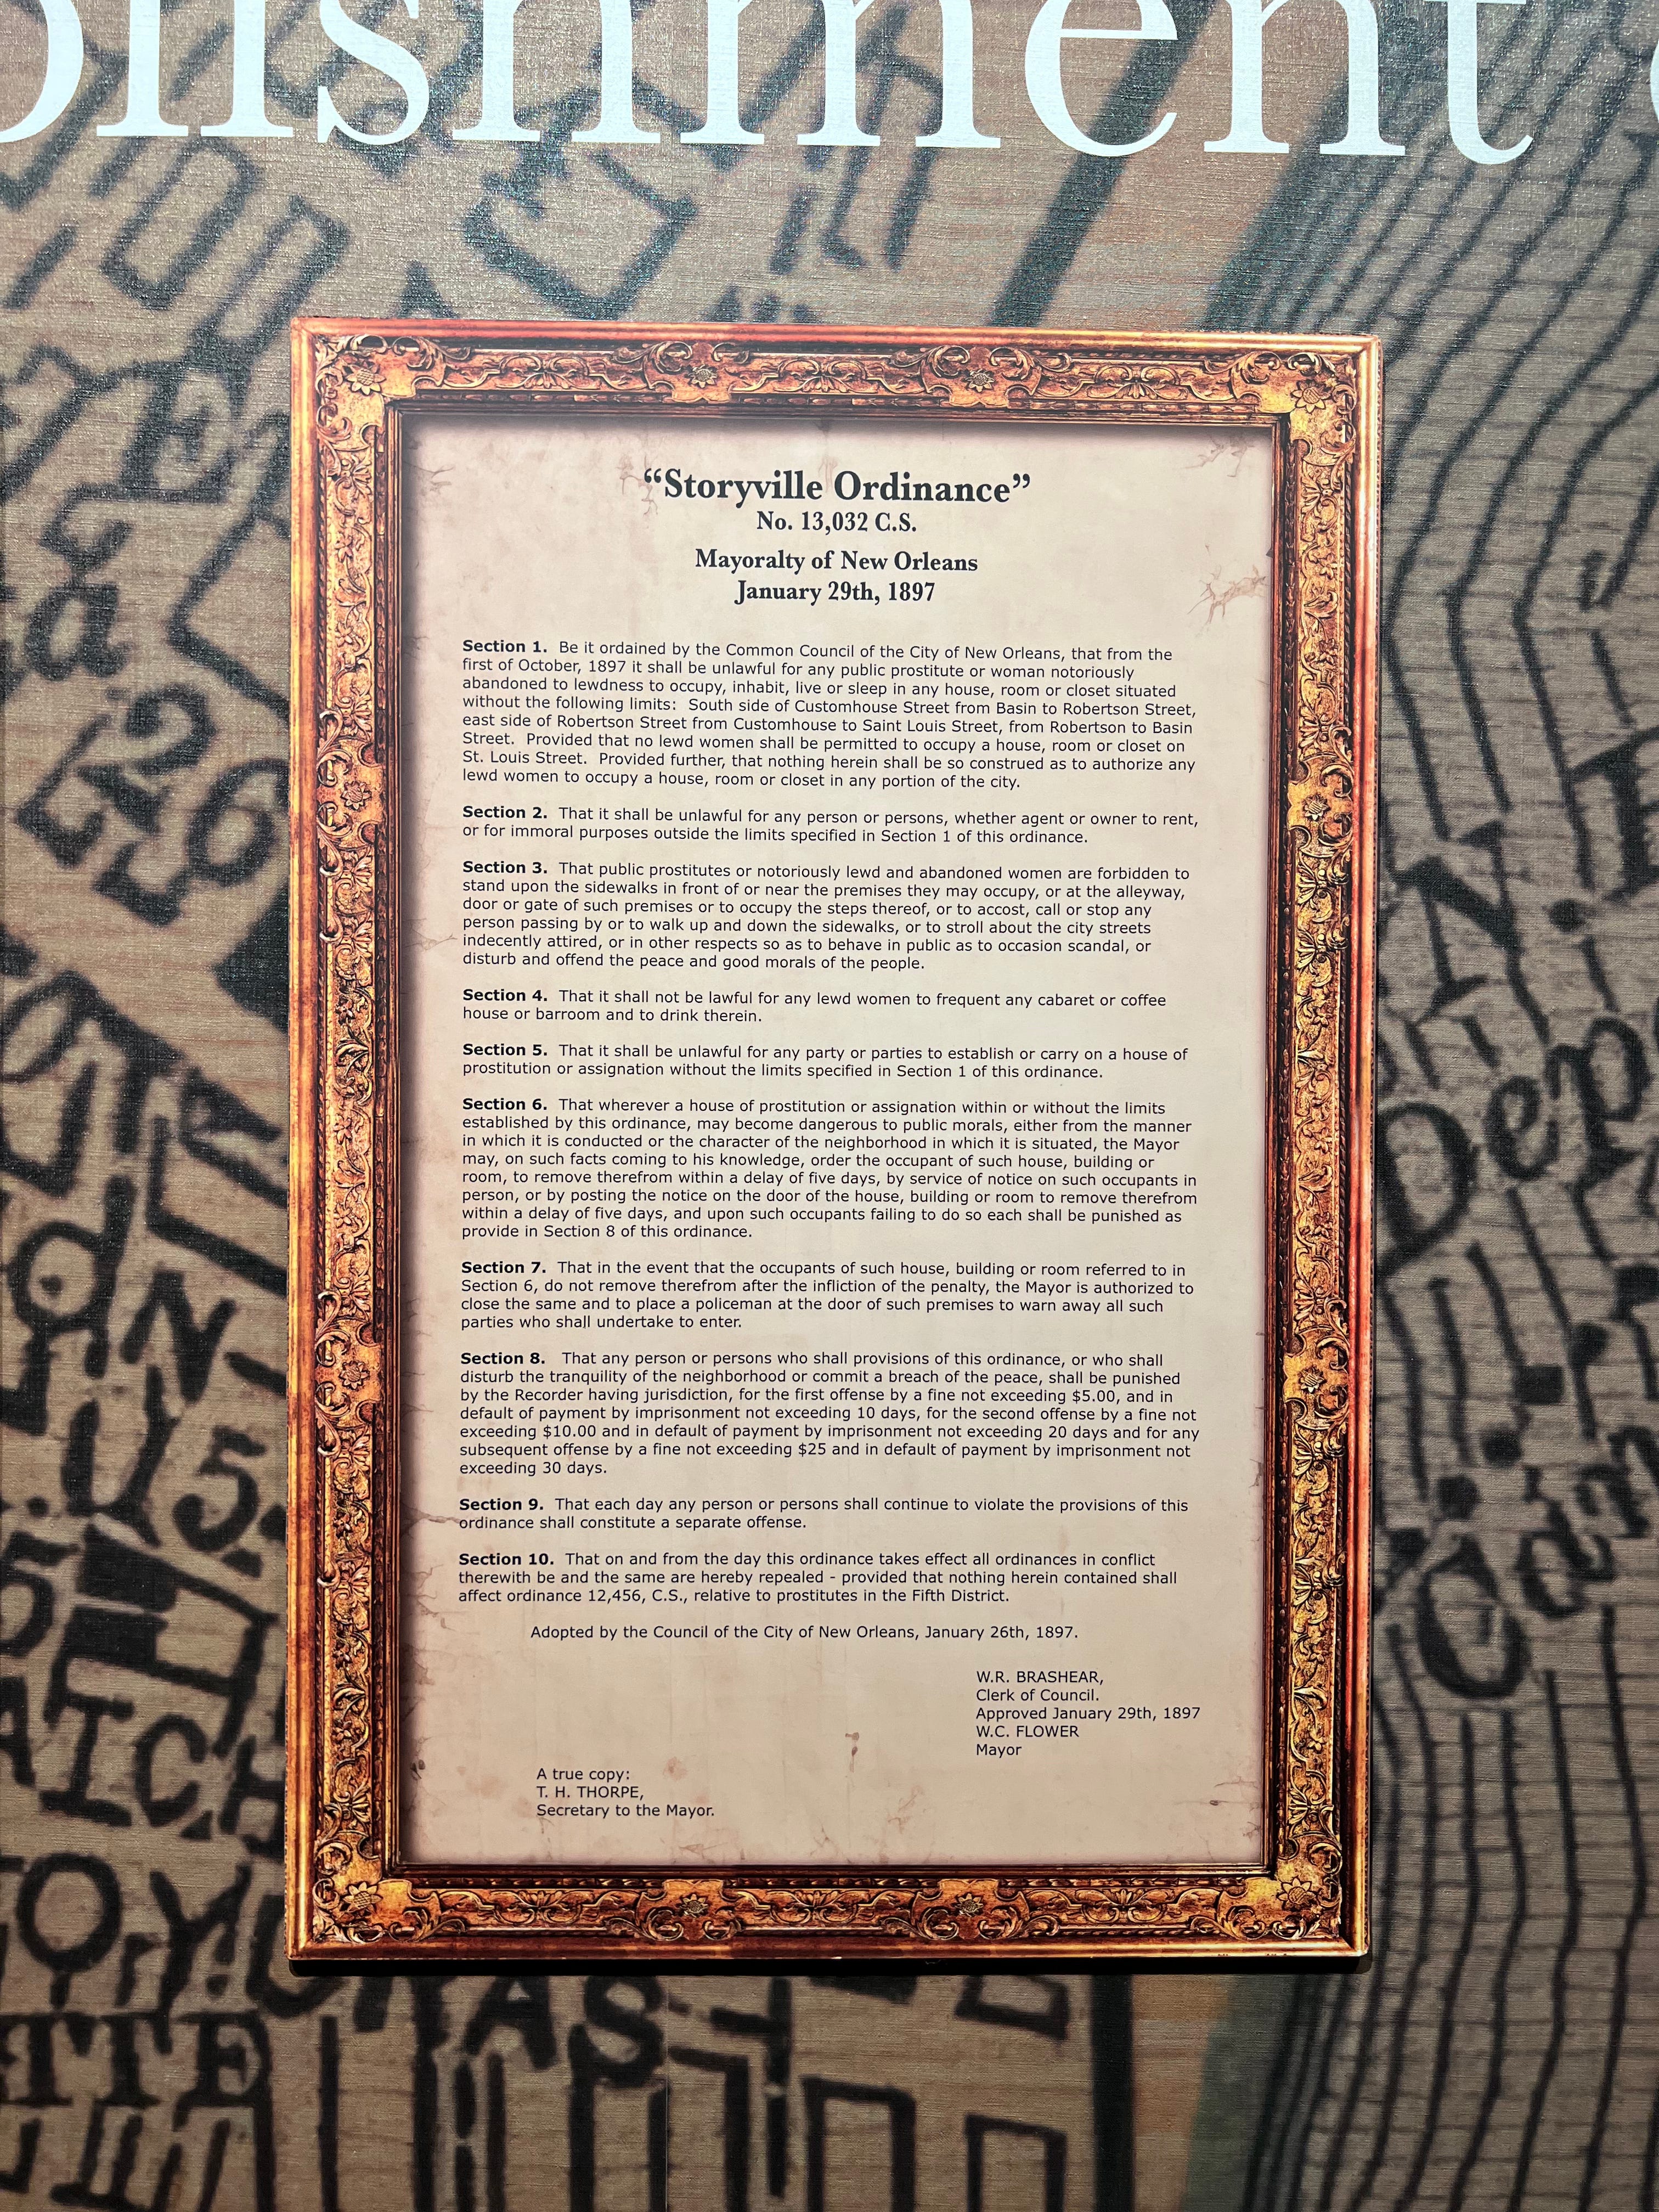 olishment
“Storyville Ordinance”
No. 13,032 C.S.
Mayoralty of New Orleans
January 29th, 1897
Section 1. Be it ordained by the Common Council of the City of New Orleans, that from the
first of October, 1897 it shall be unlawful for any public prostitute or woman notoriously
abandoned to lewdness to occupy, inhabit, live or sleep in any house, room or closet situated
without the following limits: South side of Customhouse Street from Basin to Robertson Street,
east side of Robertson Street from Customhouse to Saint Louis Street, from Robertson to Basin
Street. Provided that no lewd women shall be permitted to occupy a house, room or closet on
St. Louis Street. Provided further, that nothing herein shall be so construed as to authorize any
lewd women to occupy a house, room or closet in any portion of the city.
Section 2. That it shall be unlawful for any person or persons, whether agent or owner to rent,
or for immoral purposes outside the limits specified in Section 1 of this ordinance.
Section 3. That public prostitutes or notoriously lewd and abandoned women are forbidden to
stand upon the sidewalks in front of or near the premises they may occupy, or at the alleyway,
door or gate of such premises or to occupy the steps thereof, or to accost, call or stop any
person passing by or to walk up and down the sidewalks, or to stroll about the city streets
indecently attired, or in other respects so as to behave in public as to occasion scandal, or
disturb and offend the peace and good morals of the people.
Section 4. That it shall not be lawful for any lewd women to frequent any cabaret or coffee
house or barroom and to drink therein.
Section 5. That it shall be unlawful for any party or parties to establish or carry on a house of
prostitution or assignation without the limits specified in Section 1 of this ordinance.
Section 6. That wherever a house of prostitution or assignation within or without the limits
established by this ordinance, may become dangerous to public morals, either from the manner
in which it is conducted or the character of the neighborhood in which it is situated, the Mayor
may, on such facts coming to his knowledge, order the occupant of such house, building or
room, to remove therefrom within a delay of five days, by service of notice on such occupants in
person, or by posting the notice on the door of the house, building or room to remove therefrom
within a delay of five days, and upon such occupants failing to do so each shall be punished as
provide in Section 8 of this ordinance.
Section 7. That in the event that the occupants of such house, building or room referred to in
Section 6, do not remove therefrom after the infliction of the penalty, the Mayor is authorized to
close the same and to place a policeman at the door of such premises to warn away all such
parties who shall undertake to enter.
Section 8. That any person or persons who shall provisions of this ordinance, or who shall
disturb the tranquility of the neighborhood or commit a breach of the peace, shall be punished
by the Recorder having jurisdiction, for the first offense by a fine not exceeding $5.00, and in
default of payment by imprisonment not exceeding 10 days, for the second offense by a fine not
exceeding $10.00 and in default of payment by imprisonment not exceeding 20 days and for any
subsequent offense by a fine not exceeding $25 and in default of payment by imprisonment not
exceeding 30 days.
Section 9. That each day any person or persons shall continue to violate the provisions of this
ordinance shall constitute a separate offense.
Section 10. That on and from the day this ordinance takes effect all ordinances in conflict
therewith be and the same are hereby repealed - provided that nothing herein contained shall
affect ordinance 12,456, C.S., relative to prostitutes in the Fifth District.
Adopted by the Council of the City of New Orleans, January 26th, 1897.
W.R. BRASHEAR,
Clerk of Council.
Approved January 29th, 1897
W.C. FLOWER
Mayor
A true copy:
T. H. THORPE,
Secretary to the Mayor.